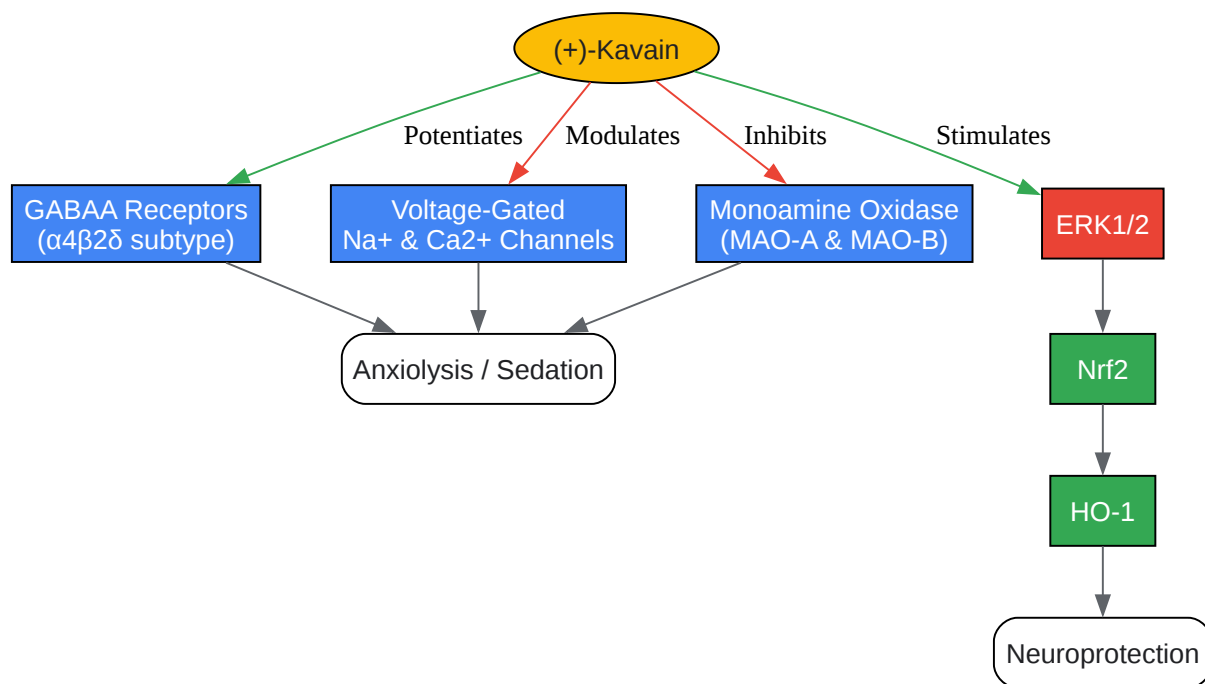 (+)-Kavain
Potentiates
Modulates
Inhibits
Stimulates
GABAA Receptors
(α4β2δ subtype)
Voltage-Gated
Na+ & Ca2+ Channels
Monoamine Oxidase
(MAO-A & MAO-B)
ERK1/2
Anxiolysis / Sedation
Nrf2
HO-1
Neuroprotection